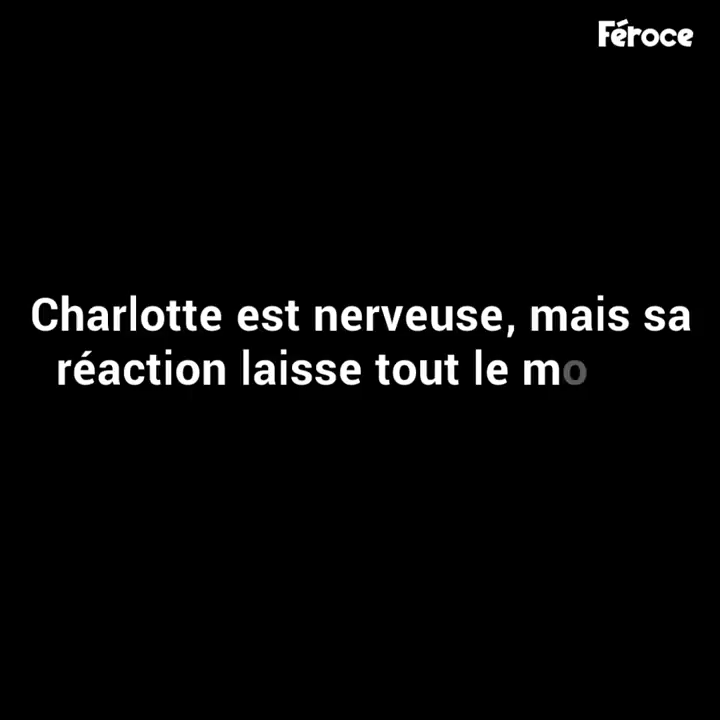 Féroce
Charlotte est nerveuse, mais sa
réaction laisse tout le mo